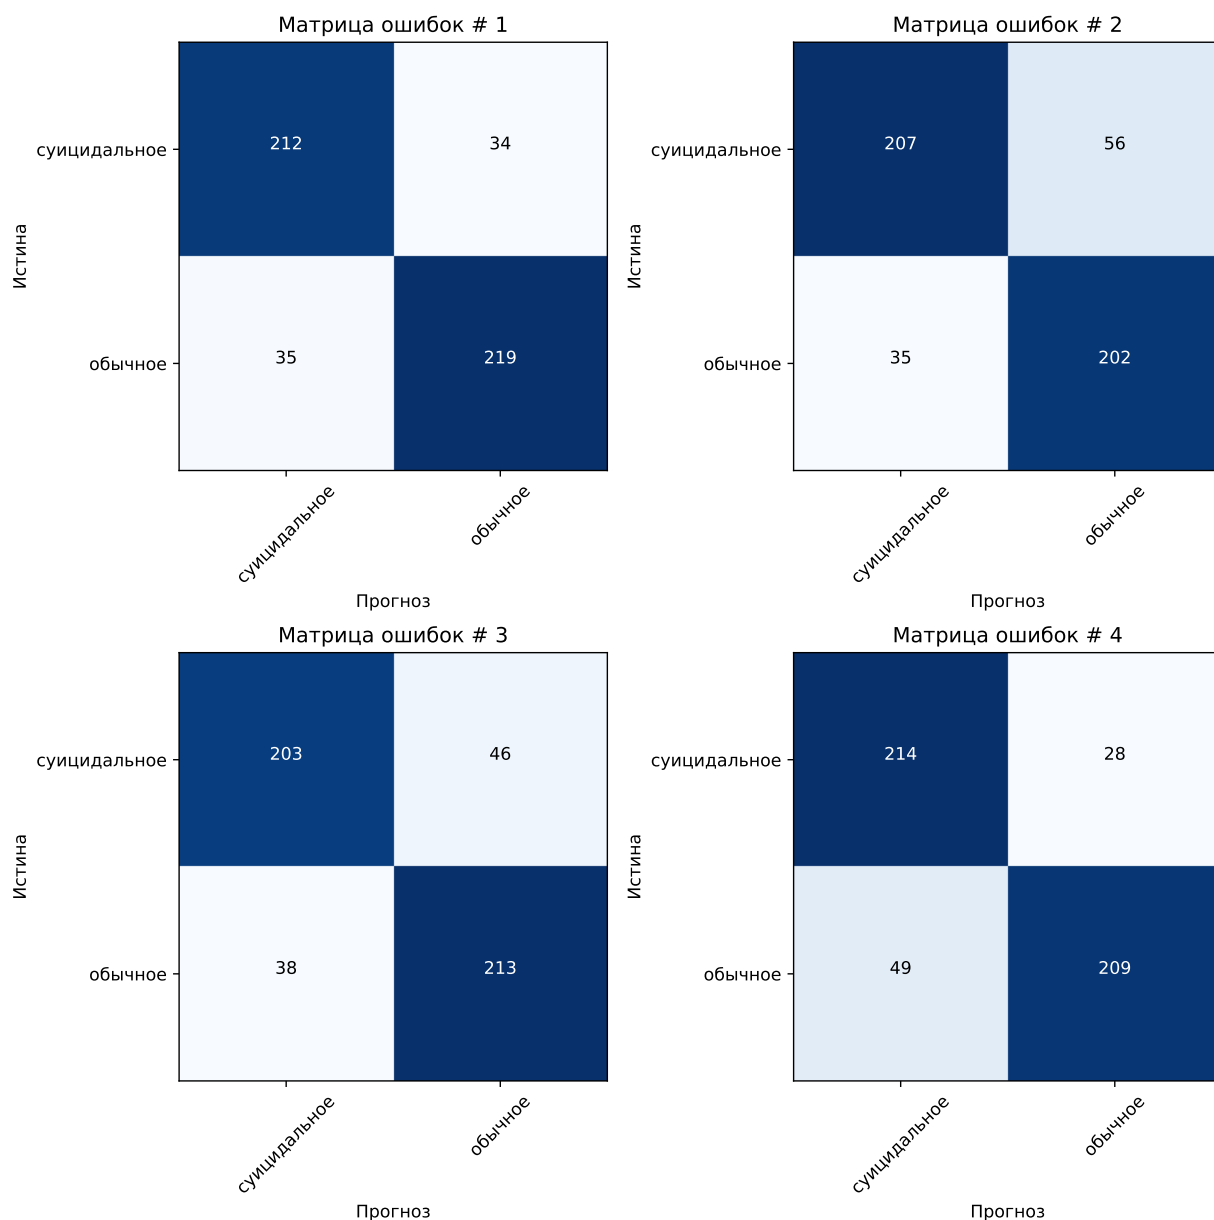 Матрица ошибок # 1
Матрица ошибок # 2
суицидальное
212
34
суицидальное
207
56
Истина
Истина
обычное
35
219
обычное
35
202
суицидальное
обычное
суицидальное
обычное
Прогноз
Прогноз
Матрица ошибок # 3
Матрица ошибок # 4
суицидальное
203
46
суицидальное
214
28
Истина
Истина
обычное
38
213
обычное
49
209
суицидальное
обычное
суицидальное
обычное
Прогноз
Прогноз